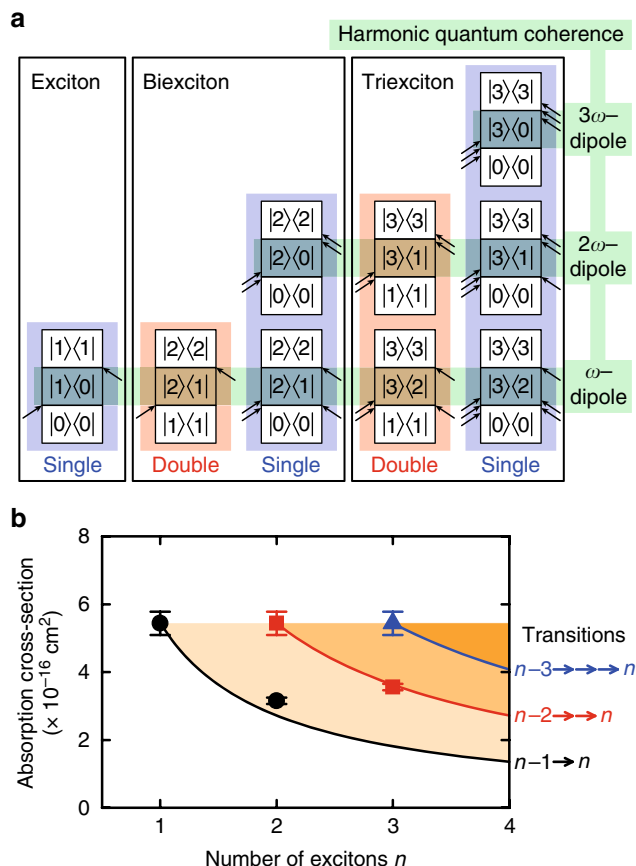 a
Harmonic quantum coherence
Exciton
Biexciton
Triexciton
|3⟩⟨3|
|3⟩⟨0|
|0⟩⟨0|
3ω–
dipole
|2⟩⟨2|
|2⟩⟨0|
|0⟩⟨0|
|3⟩⟨3|
|3⟩⟨1|
|1⟩⟨1|
|3⟩⟨3|
|3⟩⟨1|
|0⟩⟨0|
2ω–
dipole
|1⟩⟨1|
|1⟩⟨0|
|0⟩⟨0|
|2⟩⟨2|
|2⟩⟨1|
|1⟩⟨1|
|2⟩⟨2|
|2⟩⟨1|
|0⟩⟨0|
|3⟩⟨3|
|3⟩⟨2|
|1⟩⟨1|
|3⟩⟨3|
|3⟩⟨2|
|0⟩⟨0|
ω–
dipole
Single
Double
Single
Double
Single
b
Absorption cross-section
(× 10⁻¹⁶ cm²)
8
6
4
2
0
Transitions
n–3→→→n
n–2→→n
n–1→n
1
2
3
4
Number of excitons n